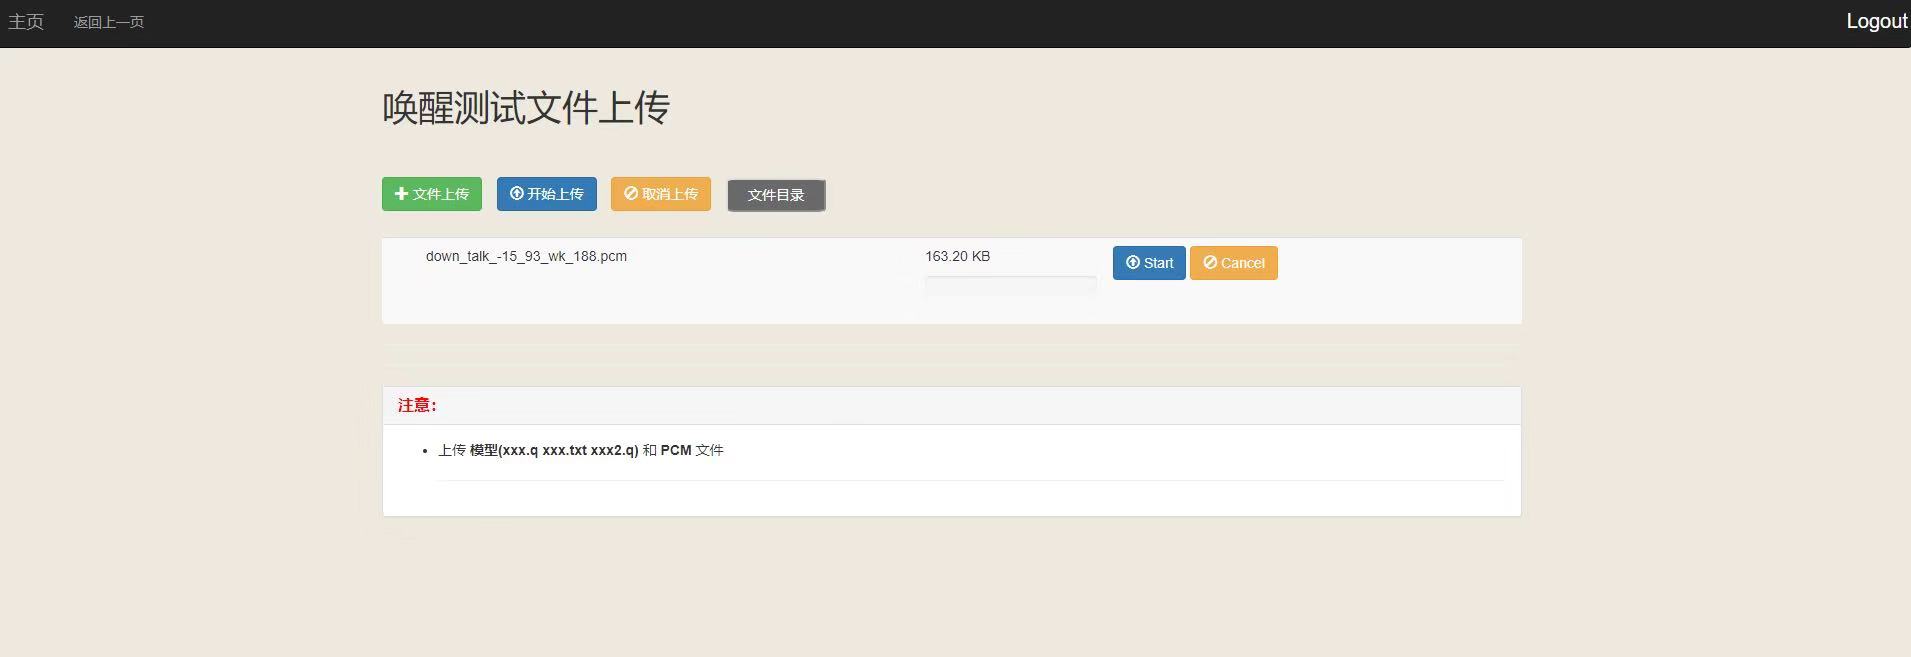 主页 返回上一页 Logout
唤醒测试文件上传
文件上传 开始上传 取消上传 文件目录
down_talk_-15_93_wk_188.pcm 163.20 KB Start Cancel
注意：
上传 模型(xxx.q xxx.txt xxx2.q) 和 PCM 文件